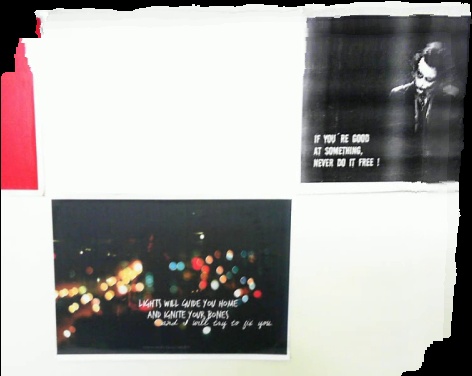 IF YOU´RE GOOD
AT SOMETHING,
NEVER DO IT FREE !
LIGHTS WILL GUIDE YOU HOME
AND IGNITE YOUR BONES
and I will try to fix you